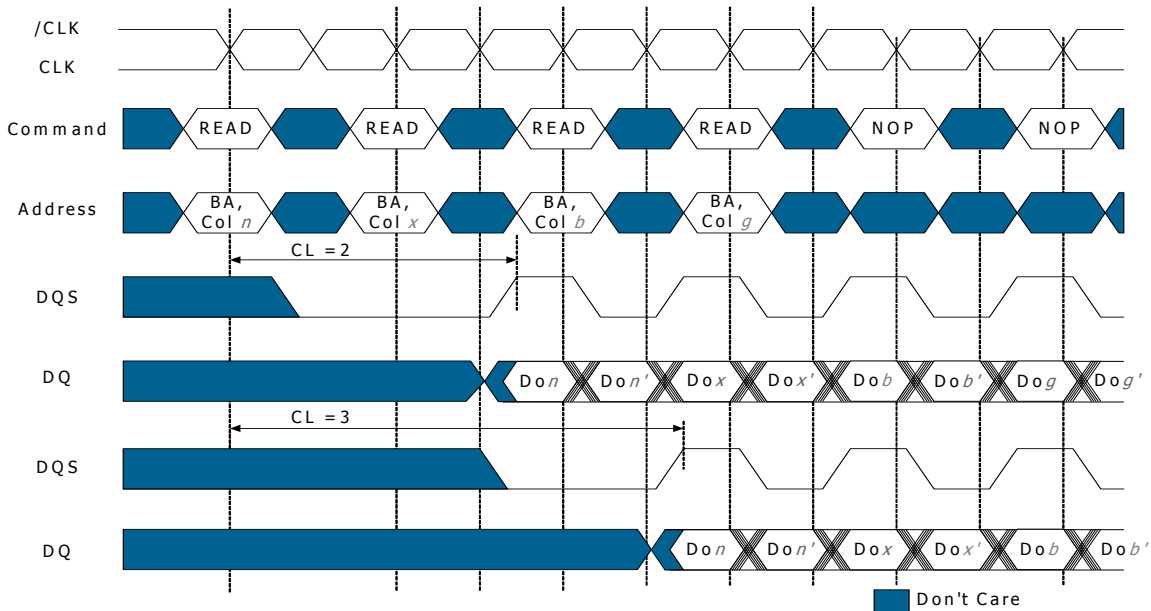 /CLK
CLK
Command
READ
READ
READ
READ
NOP
NOP
Address
BA,
Col n
BA,
Col x
BA,
Col b
BA,
Col g
CL = 2
DQS
DQ
Do n
Do n'
Do x
Do x'
Do b
Do b'
Do g
Do g'
CL = 3
DQS
DQ
Do n
Do n'
Do x
Do x'
Do b
Do b'
Don't Care